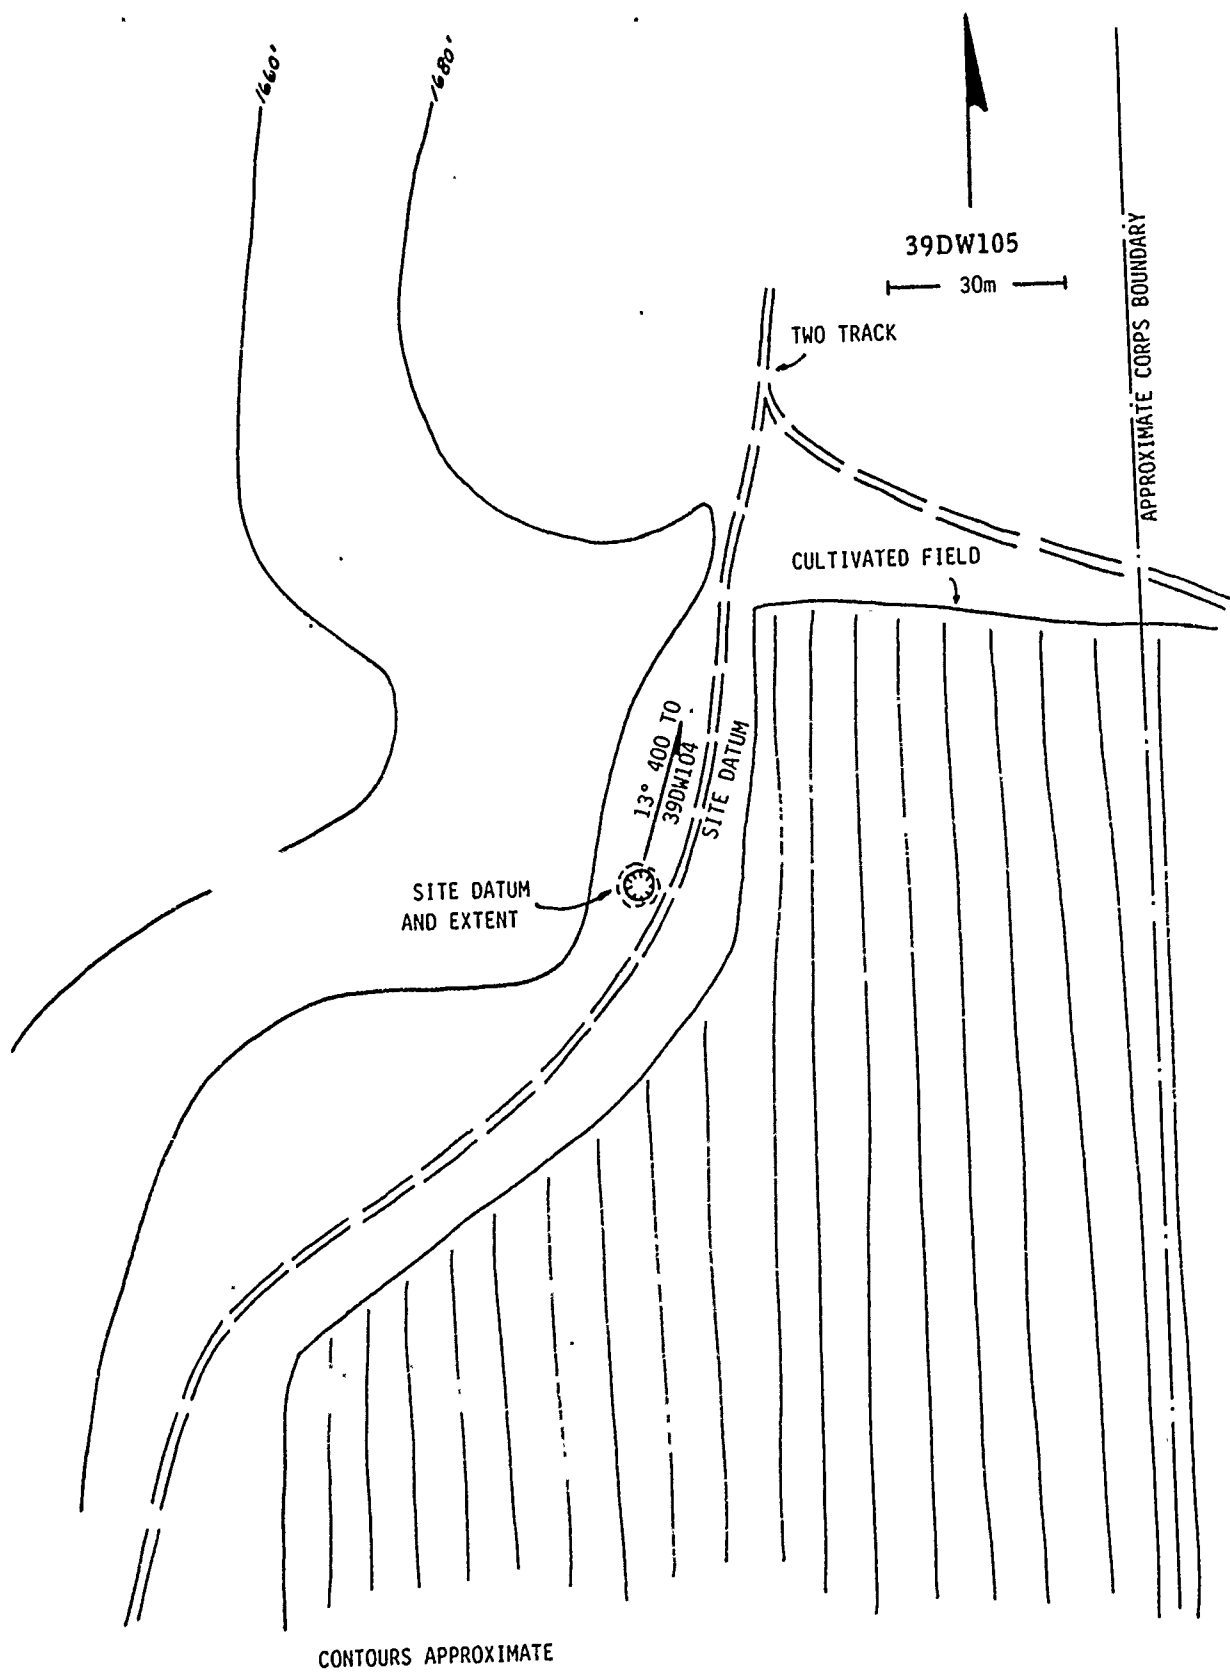 1660'
1680'
39DW105
30m
TWO TRACK
APPROXIMATE CORPS BOUNDARY
CULTIVATED FIELD
13° 400 TO
39DW104
SITE DATUM
SITE DATUM
AND EXTENT
CONTOURS APPROXIMATE